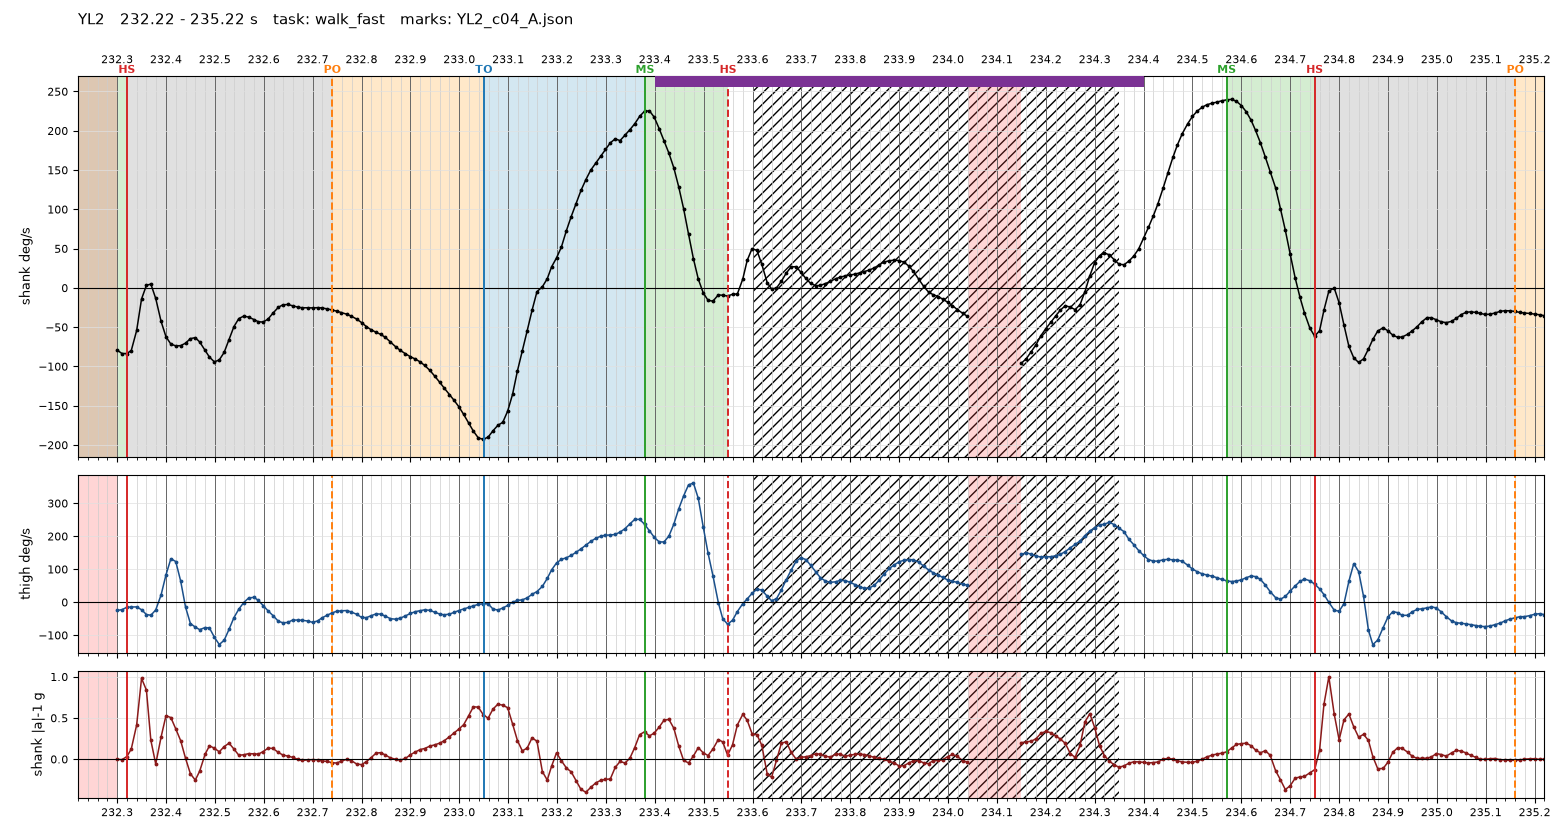 YL2   232.22 - 235.22 s   task: walk_fast   marks: YL2_c04_A.json
232.3 232.4 232.5 232.6 232.7 232.8 232.9 233.0 233.1 233.2 233.3 233.4 233.5 233.6 233.7 233.8 233.9 234.0 234.1 234.2 234.3 234.4 234.5 234.6 234.7 234.8 234.9 235.0 235.1 235.2
HS PO TO MS HS MS HS PO
shank deg/s
250
200
150
100
50
0
−50
−100
−150
−200
thigh deg/s
300
200
100
0
−100
shank |a|-1 g
1.0
0.5
0.0
232.3 232.4 232.5 232.6 232.7 232.8 232.9 233.0 233.1 233.2 233.3 233.4 233.5 233.6 233.7 233.8 233.9 234.0 234.1 234.2 234.3 234.4 234.5 234.6 234.7 234.8 234.9 235.0 235.1 235.2